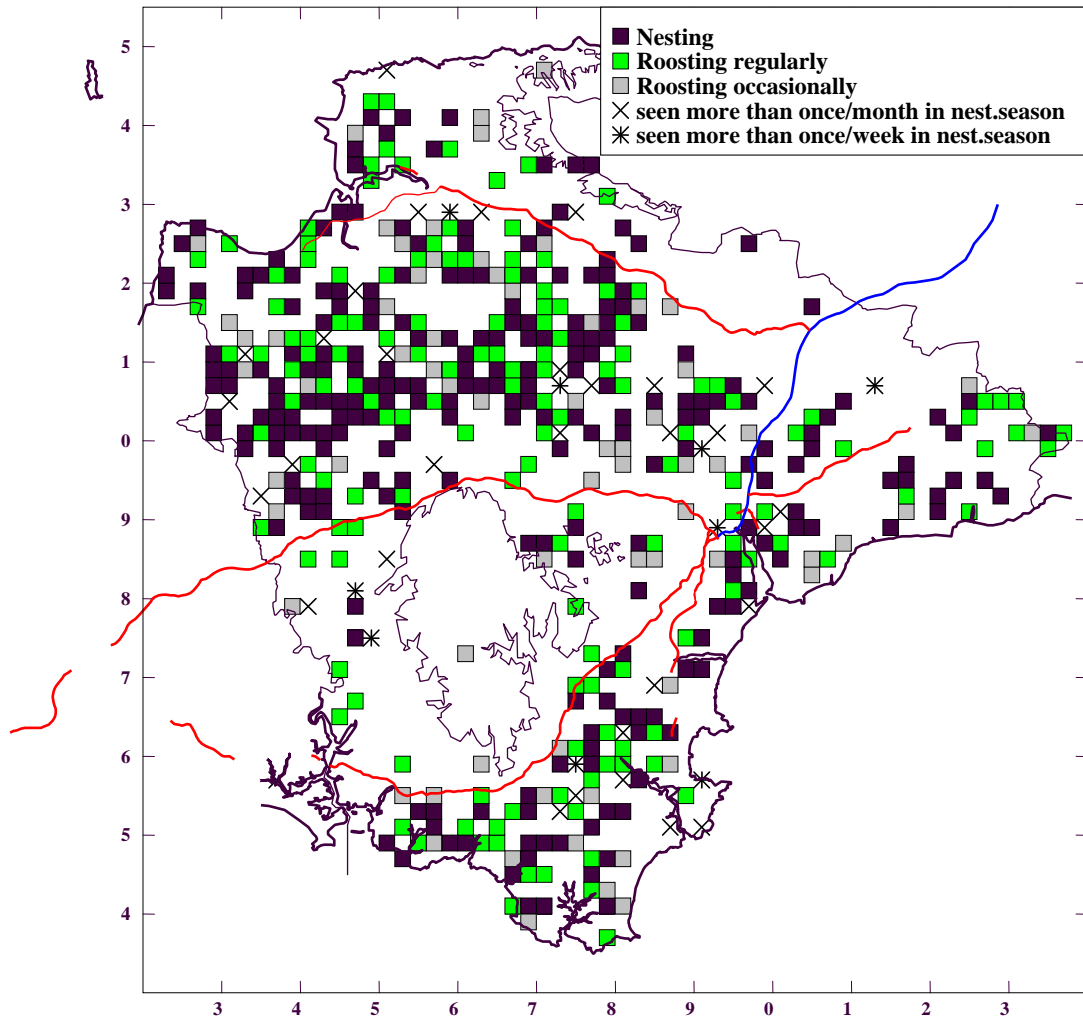 Nesting
Roosting regularly
Roosting occasionally
seen more than once/month in nest.season
seen more than once/week in nest.season
5
4
3
2
1
0
9
8
7
6
5
4
3 4 5 6 7 8 9 0 1 2 3